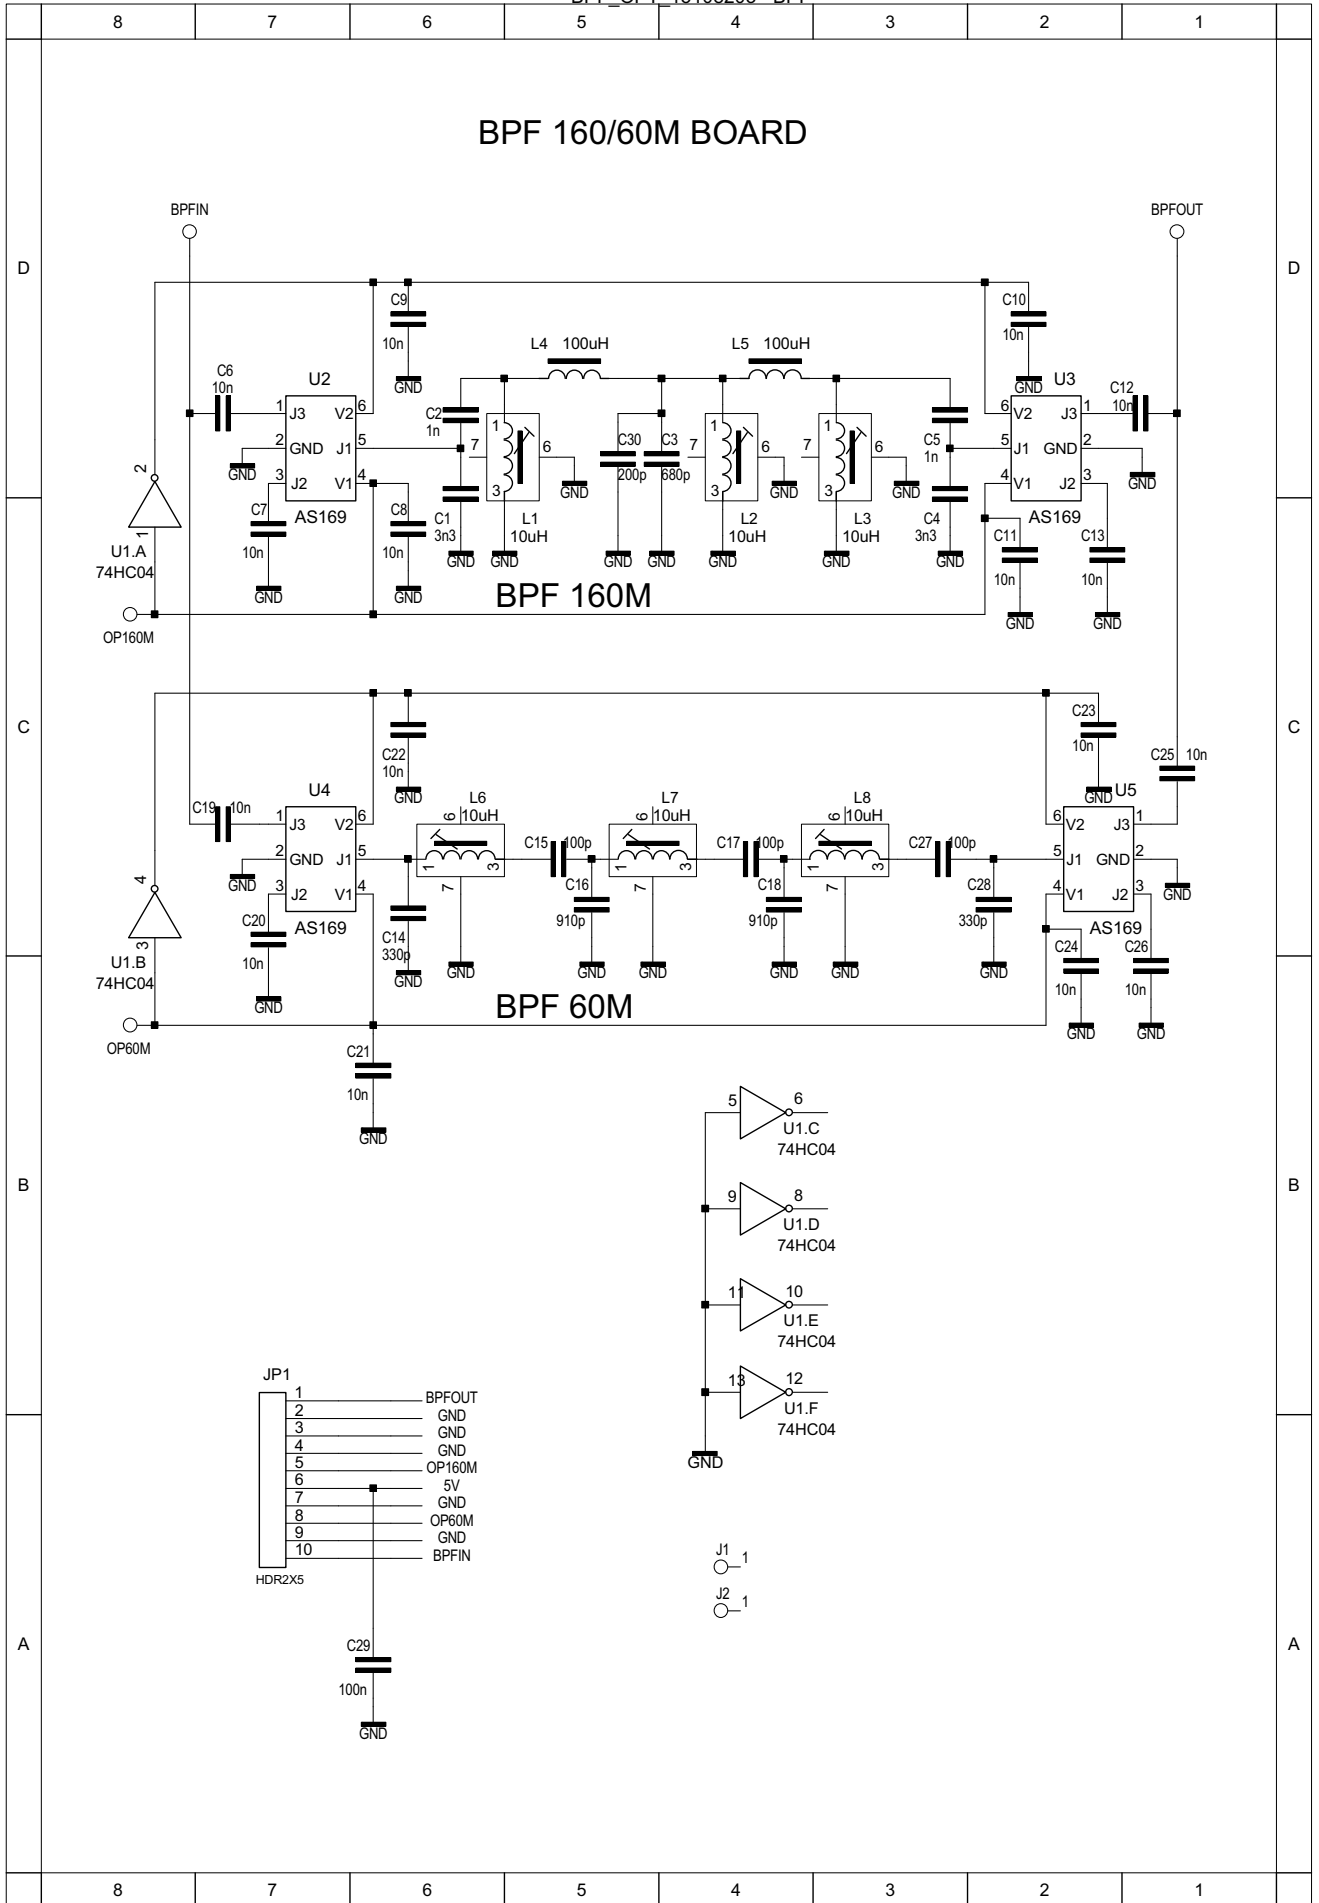 8 7 6 5 4 3 2 1
BPF 160/60M BOARD
BPFIN
BPFOUT
D
D
C9
10n
GND
C10
10n
GND
L4 100uH
L5 100uH
C6
10n
U2
1 J3 V2 6
2 GND J1 5
3 J2 V1 4
AS169
GND
C7
10n
GND
C8
10n
GND
C2
1n
C1
3n3
GND
7 1 6 3
GND
L1
10uH
GND
C30
200p
GND
C3
680p
GND
7 1 6 3
GND
L2
10uH
GND
7 1 6 3
GND
L3
10uH
GND
C5
1n
C4
3n3
GND
U3
6 V2 J3 1
5 J1 GND 2
4 V1 J2 3
AS169
C12
10n
GND
C11
10n
GND
C13
10n
GND
2
1
U1.A
74HC04
OP160M
BPF 160M
C
C
C22
10n
GND
C23
10n
GND
C25 10n
C19 10n
U4
1 J3 V2 6
2 GND J1 5
3 J2 V1 4
AS169
GND
C20
10n
GND
C14
330p
GND
L6
10uH
6 1 3 7
GND
C15 100p
C16
910p
GND
L7
10uH
6 1 3 7
GND
C17 100p
C18
910p
GND
L8
10uH
6 1 3 7
GND
C27 100p
C28
330p
GND
U5
6 V2 J3 1
5 J1 GND 2
4 V1 J2 3
AS169
GND
C24
10n
GND
C26
10n
GND
4
3
U1.B
74HC04
OP60M
BPF 60M
C21
10n
GND
B
B
5 6
U1.C
74HC04
9 8
U1.D
74HC04
11 10
U1.E
74HC04
13 12
U1.F
74HC04
GND
JP1
1 BPFOUT
2 GND
3 GND
4 GND
5 OP160M
6 5V
7 GND
8 OP60M
9 GND
10 BPFIN
HDR2X5
J1 1
J2 1
A
A
C29
100n
GND
8 7 6 5 4 3 2 1